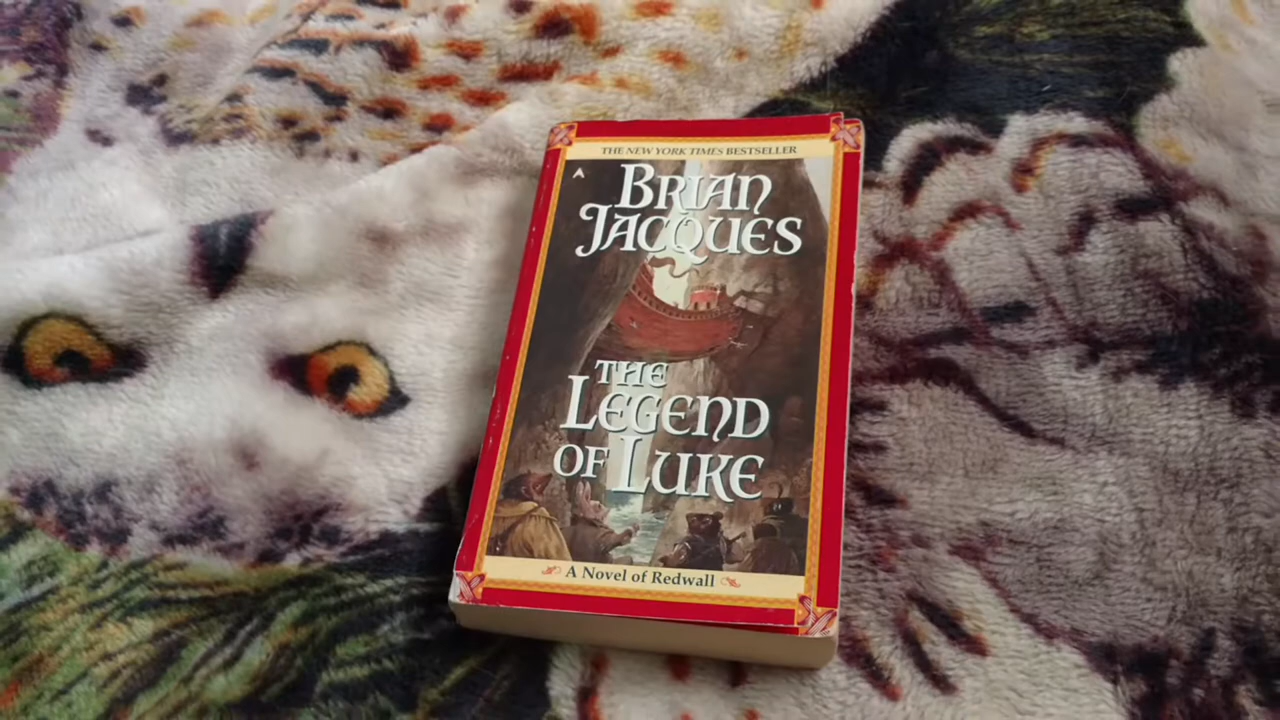 THE NEW YORK TIMES BESTSELLER
BRIAN
JACQUES
THE
LEGEND
OF LUKE
A Novel of Redwall